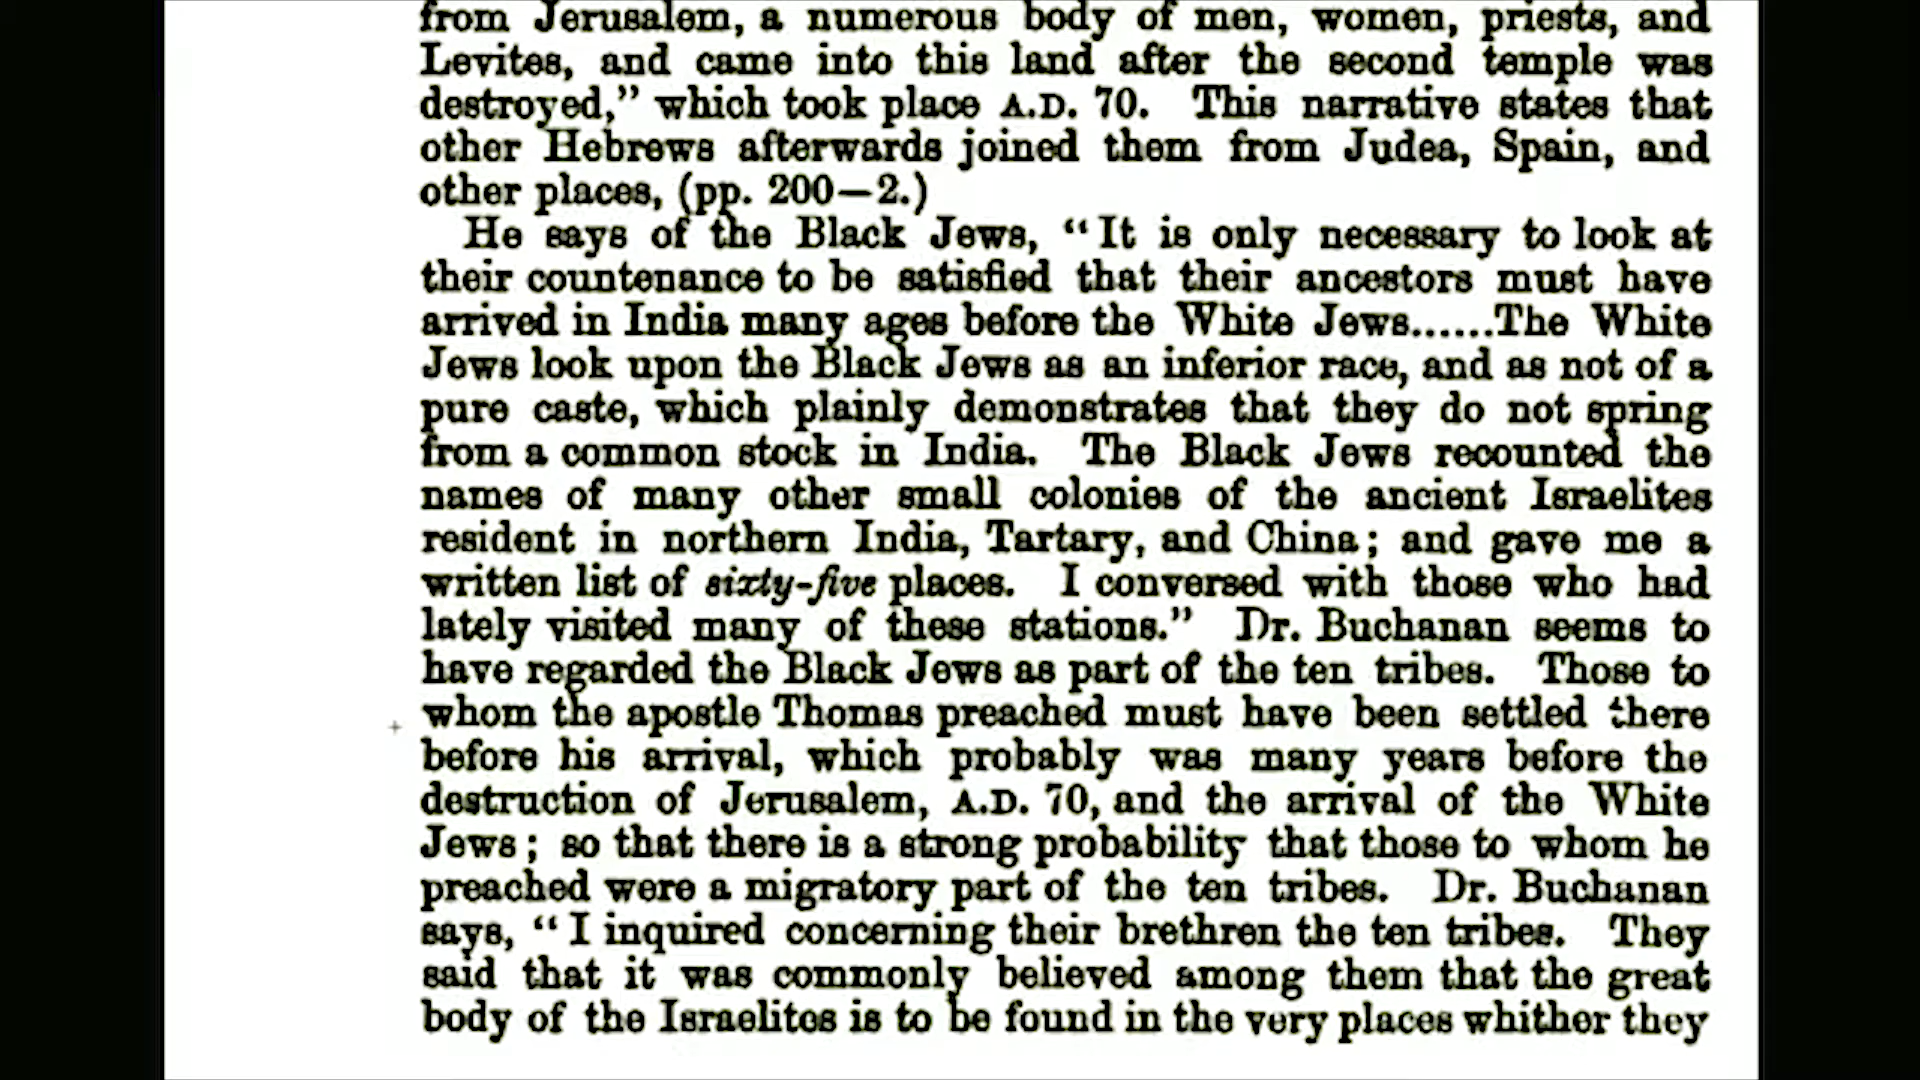 from Jerusalem, a numerous body of men, women, priests, and
Levites, and came into this land after the second temple was
destroyed,” which took place A.D. 70. This narrative states that
other Hebrews afterwards joined them from Judea, Spain, and
other places, (pp. 200—2.)
He says of the Black Jews, “It is only necessary to look at
their countenance to be satisfied that their ancestors must have
arrived in India many ages before the White Jews......The White
Jews look upon the Black Jews as an inferior race, and as not of a
pure caste, which plainly demonstrates that they do not spring
from a common stock in India. The Black Jews recounted the
names of many other small colonies of the ancient Israelites
resident in northern India, Tartary, and China; and gave me a
written list of sixty-five places. I conversed with those who had
lately visited many of these stations.” Dr. Buchanan seems to
have regarded the Black Jews as part of the ten tribes. Those to
whom the apostle Thomas preached must have been settled there
before his arrival, which probably was many years before the
destruction of Jerusalem, A.D. 70, and the arrival of the White
Jews; so that there is a strong probability that those to whom he
preached were a migratory part of the ten tribes. Dr. Buchanan
says, “I inquired concerning their brethren the ten tribes. They
said that it was commonly believed among them that the great
body of the Israelites is to be found in the very places whither they